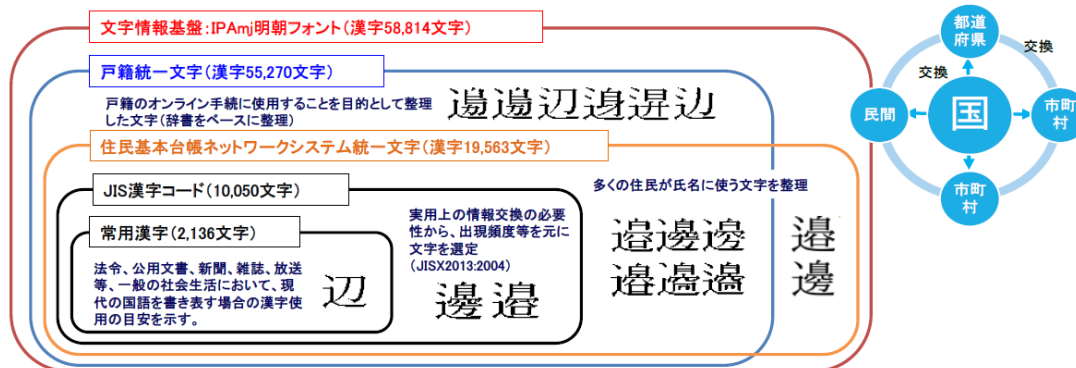 文字情報基盤:IPAmj明朝フォント(漢字58,814文字)
戸籍統一文字(漢字55,270文字)
戸籍のオンライン手続に使用することを目的として整理
した文字(辞書をベースに整理)
住民基本台帳ネットワークシステム統一文字(漢字19,563文字)
多くの住民が氏名に使う文字を整理
JIS漢字コード(10,050文字)
実用上の情報交換の必要
性から、出現頻度等を元に
文字を選定
(JISX2013:2004)
邊 邉
常用漢字(2,136文字)
法令、公用文書、新聞、雑誌、放送
等、一般の社会生活において、現
代の国語を書き表す場合の漢字使
用の目安を示す。
辺
都道
府県
交換
交換
民間
国
市町
村
市町
村